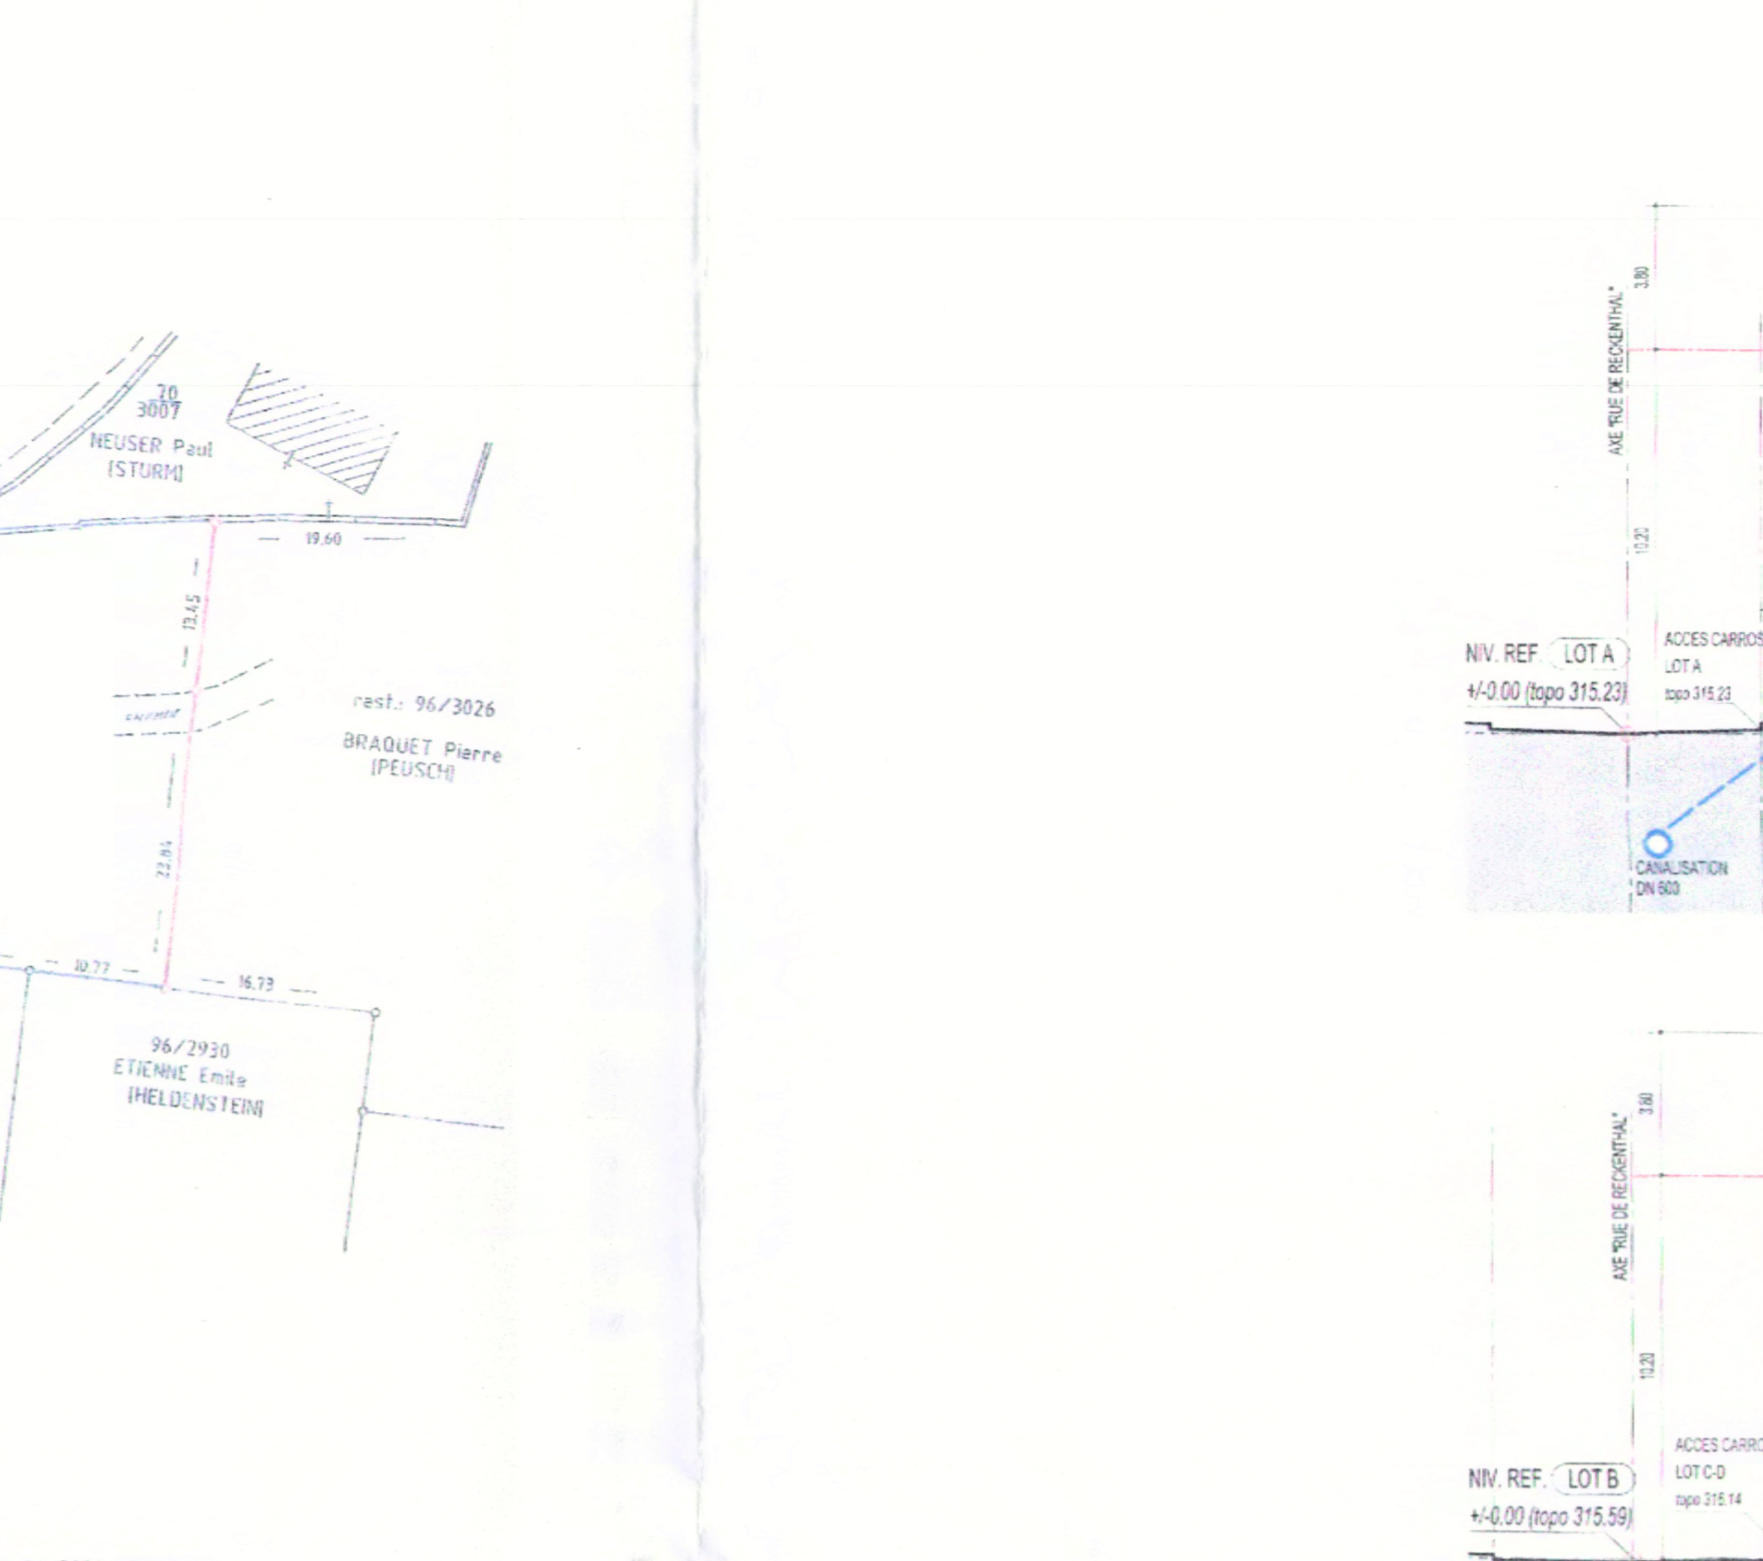 70
3007
NEUSER Paul
[STURM]
19.60
13.45
rest.: 96/3026
BRAQUET Pierre
[PEUSCH]
10.77
16.73
96/2930
ETIENNE Emile
[HELDENSTEIN]
3.80
AXE "RUE DE RECKENTHAL"
10.20
NIV. REF. LOT A
+/-0.00 (topo 315.23)
ACCES CARROS
LOT A
topo 315.23
CANALISATION
DN 600
3.80
AXE "RUE DE RECKENTHAL"
10.20
NIV. REF. LOT B
+/-0.00 (topo 315.59)
ACCES CARRO
LOT C-D
topo 315.14